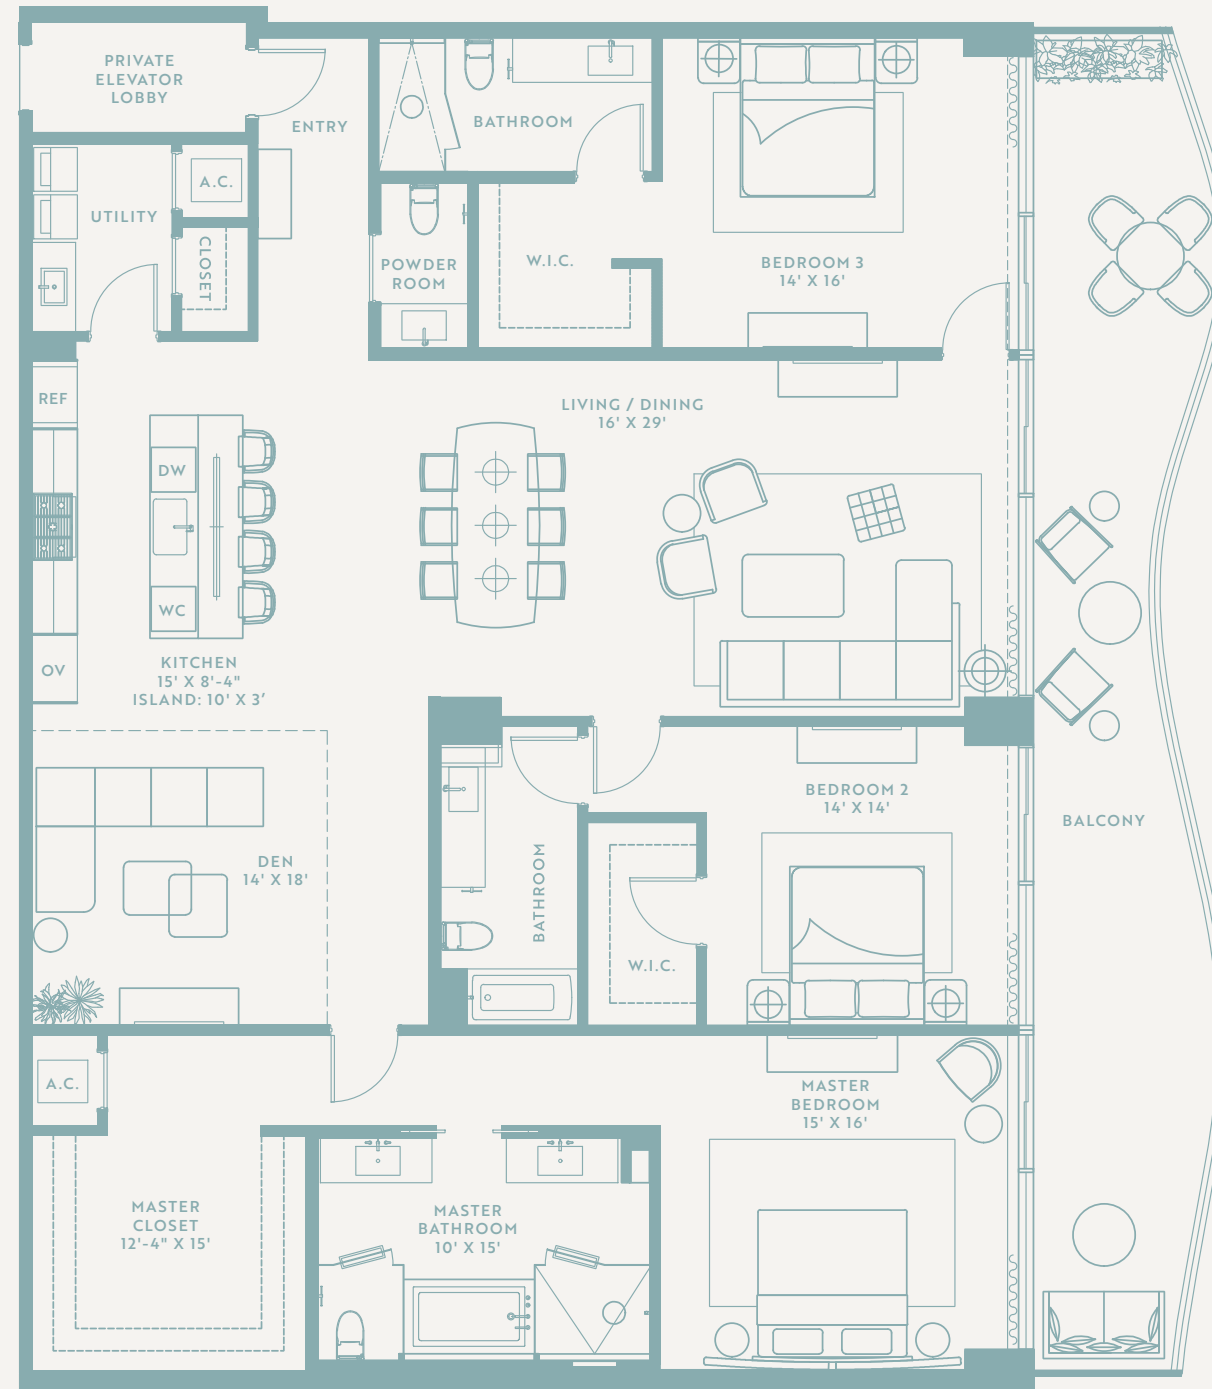 PRIVATE
ELEVATOR
LOBBY
ENTRY
BATHROOM
A.C.
UTILITY
CLOSET
POWDER
ROOM
W.I.C.
BEDROOM 3
14' X 16'
REF
LIVING / DINING
16' X 29'
DW
WC
OV
KITCHEN
15' X 8'-4"
ISLAND: 10' X 3’
BEDROOM 2
14' X 14'
BALCONY
DEN
14' X 18'
BATHROOM
W.I.C.
A.C.
MASTER
BEDROOM
15' X 16'
MASTER
CLOSET
12'-4" X 15'
MASTER
BATHROOM
10' X 15'